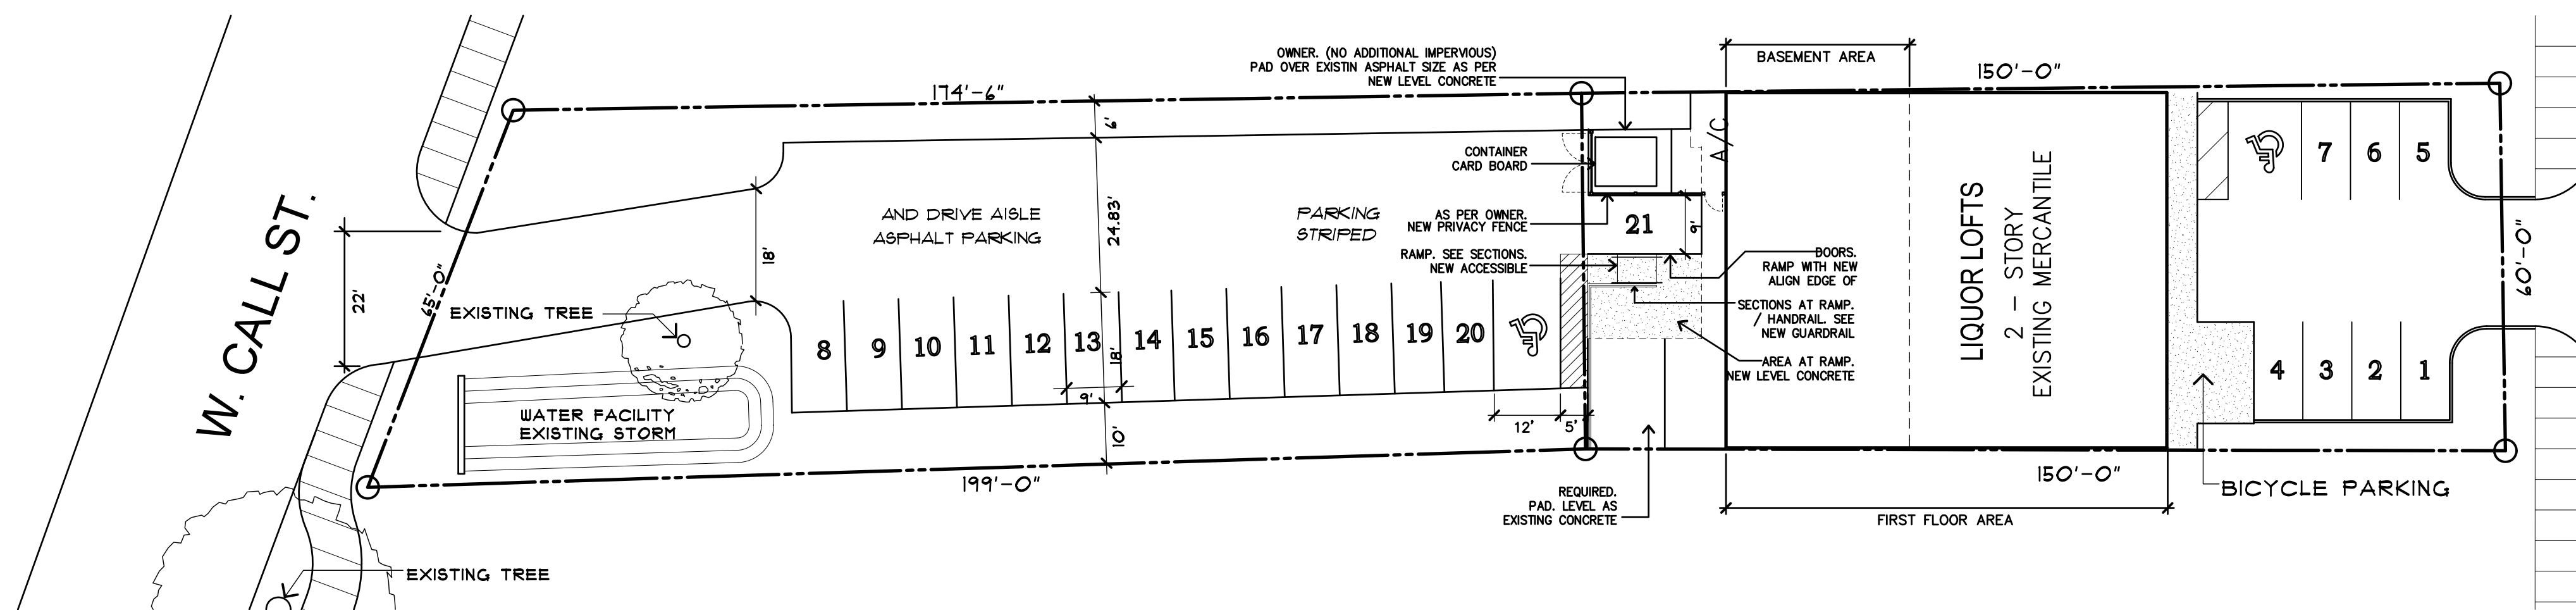 OWNER. (NO ADDITIONAL IMPERVIOUS)
PAD OVER EXISTIN ASPHALT SIZE AS PER
NEW LEVEL CONCRETE
BASEMENT AREA
150'-0"
174'-6"
6'
A/C
CONTAINER
CARD BOARD
7
6
5
W. CALL ST.
65'-0"
22'
18'
AND DRIVE AISLE
ASPHALT PARKING
24.83'
PARKING
STRIPED
AS PER OWNER.
NEW PRIVACY FENCE
21
9'
RAMP. SEE SECTIONS.
NEW ACCESSIBLE
DOORS.
RAMP WITH NEW
ALIGN EDGE OF
SECTIONS AT RAMP.
/ HANDRAIL. SEE
NEW GUARDRAIL
AREA AT RAMP.
NEW LEVEL CONCRETE
LIQUOR LOFTS
2 - STORY
EXISTING MERCANTILE
60'-0"
EXISTING TREE
8
9
10
11
12
13
14
15
16
17
18
19
20
18'
9'
4
3
2
1
WATER FACILITY
EXISTING STORM
10'
12'
5'
199'-0"
150'-0"
REQUIRED.
PAD. LEVEL AS
EXISTING CONCRETE
FIRST FLOOR AREA
BICYCLE PARKING
EXISTING TREE